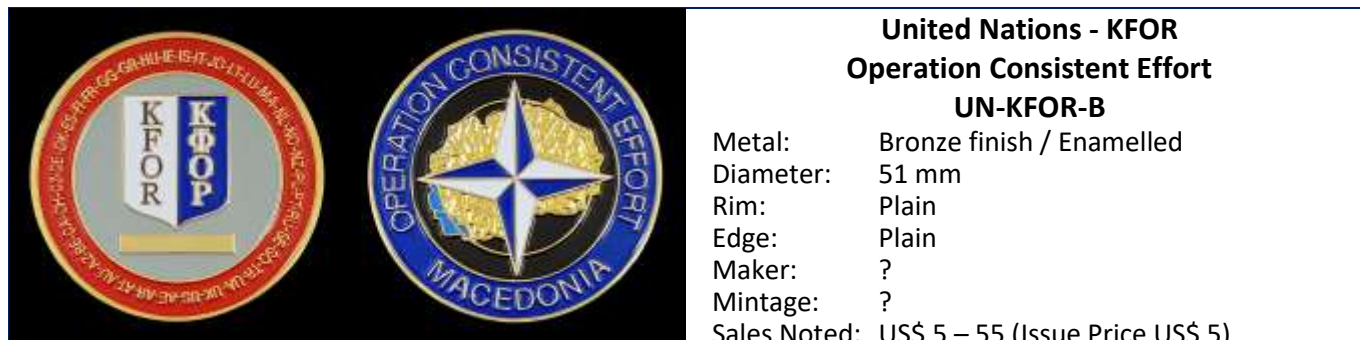 KFOR
КФОР
OPERATION CONSISTENT EFFORT
MACEDONIA
United Nations - KFOR
Operation Consistent Effort
UN-KFOR-B
Metal: Bronze finish / Enamelled
Diameter: 51 mm
Rim: Plain
Edge: Plain
Maker: ?
Mintage: ?
Sales Noted: US$ 5 – 55 (Issue Price US$ 5)